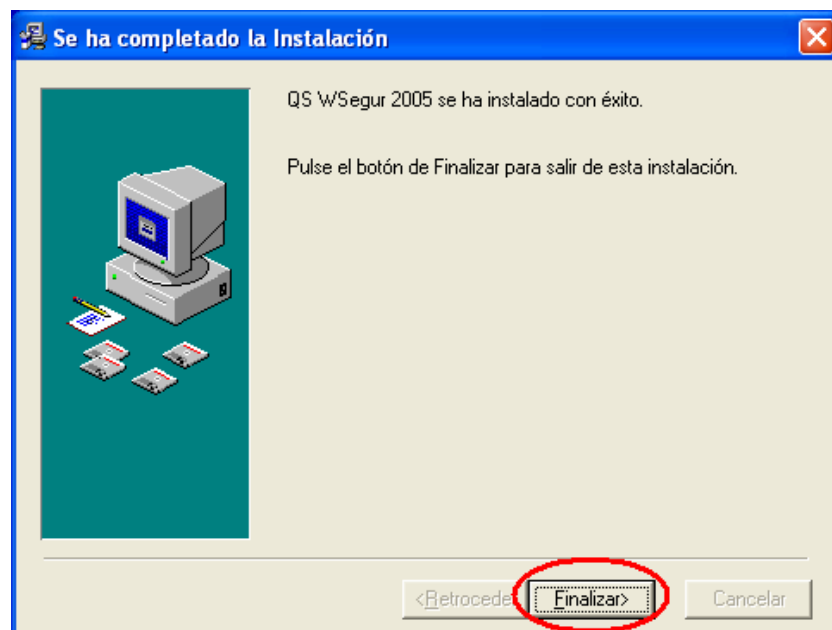 Se ha completado la Instalación
QS WSegur 2005 se ha instalado con éxito.
Pulse el botón de Finalizar para salir de esta instalación.
<Retrocede
Finalizar>
Cancelar